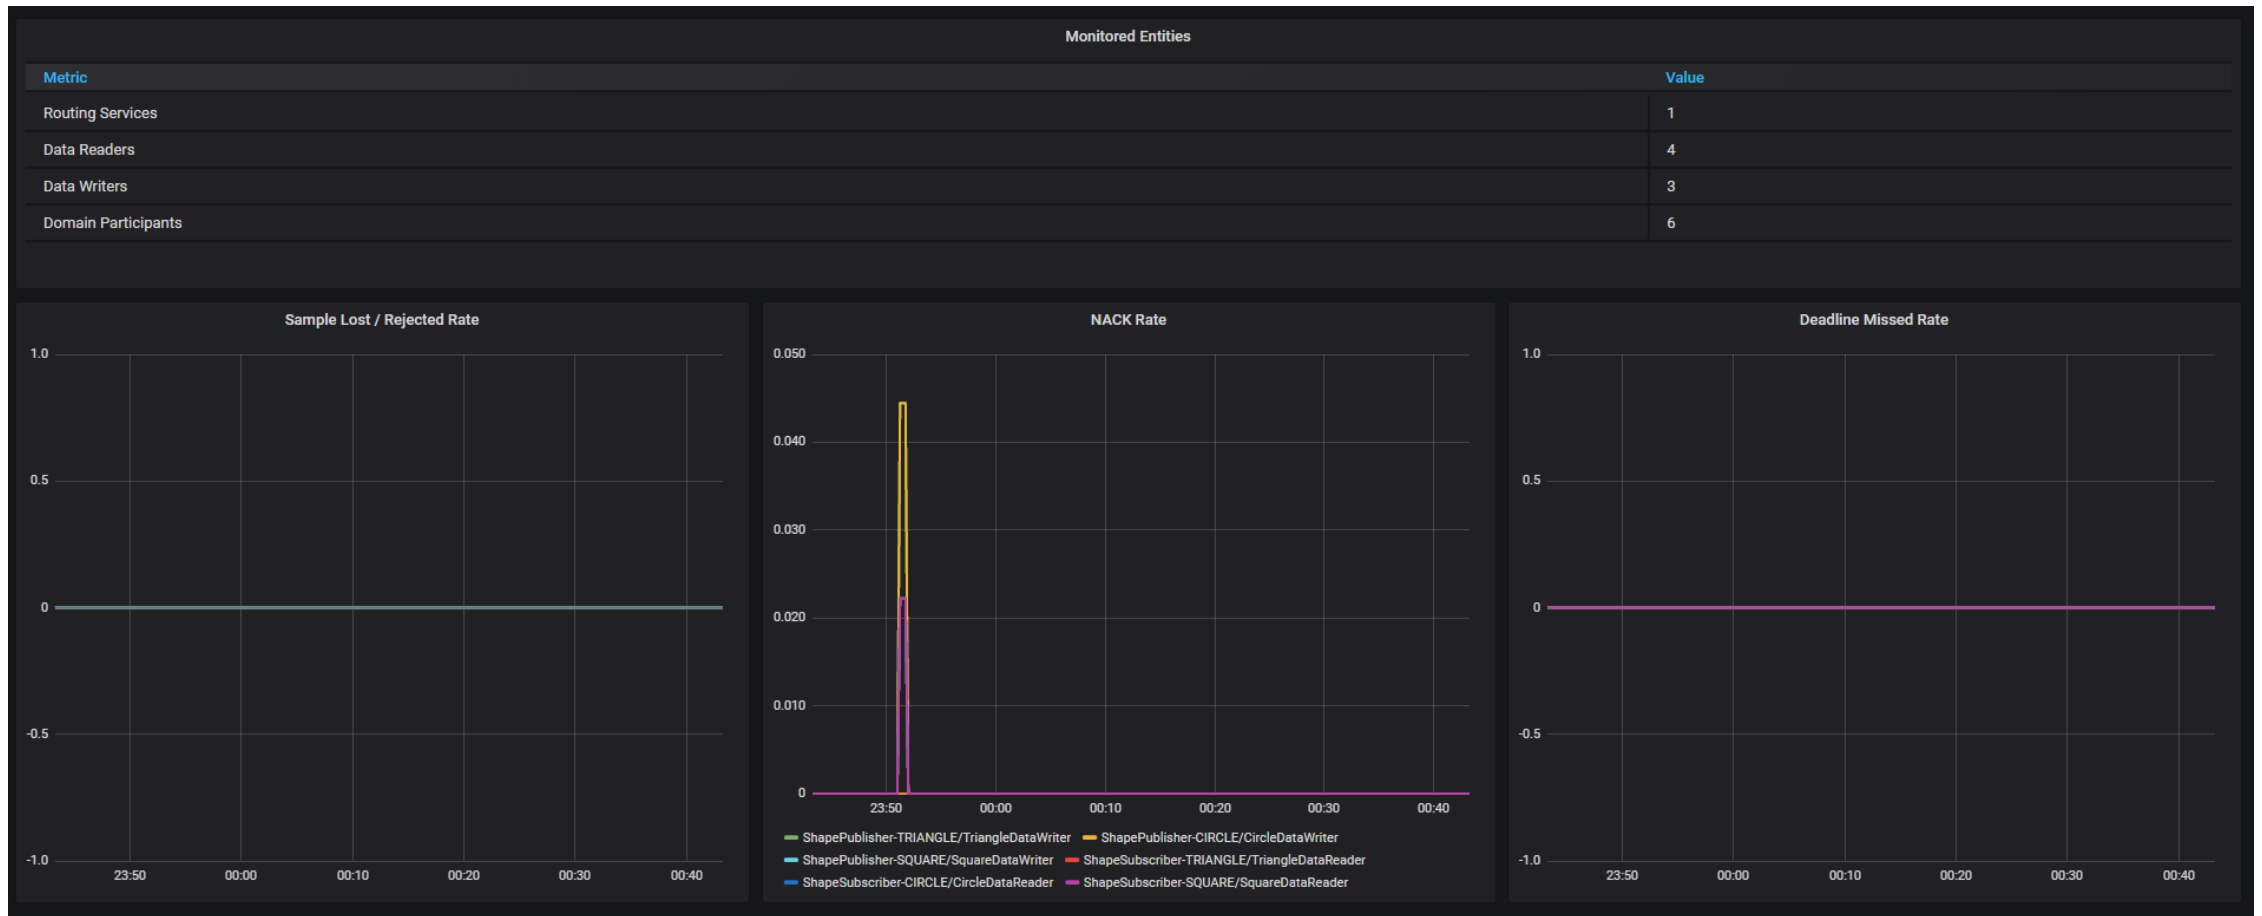 Monitored Entities
Metric Value
Routing Services 1
Data Readers 4
Data Writers 3
Domain Participants 6
Sample Lost / Rejected Rate
1.0
0.5
0
-0.5
-1.0
23:50 00:00 00:10 00:20 00:30 00:40
NACK Rate
0.050
0.040
0.030
0.020
0.010
0
23:50 00:00 00:10 00:20 00:30 00:40
ShapePublisher-TRIANGLE/TriangleDataWriter ShapePublisher-CIRCLE/CircleDataWriter
ShapePublisher-SQUARE/SquareDataWriter ShapeSubscriber-TRIANGLE/TriangleDataReader
ShapeSubscriber-CIRCLE/CircleDataReader ShapeSubscriber-SQUARE/SquareDataReader
Deadline Missed Rate
1.0
0.5
0
-0.5
-1.0
23:50 00:00 00:10 00:20 00:30 00:40